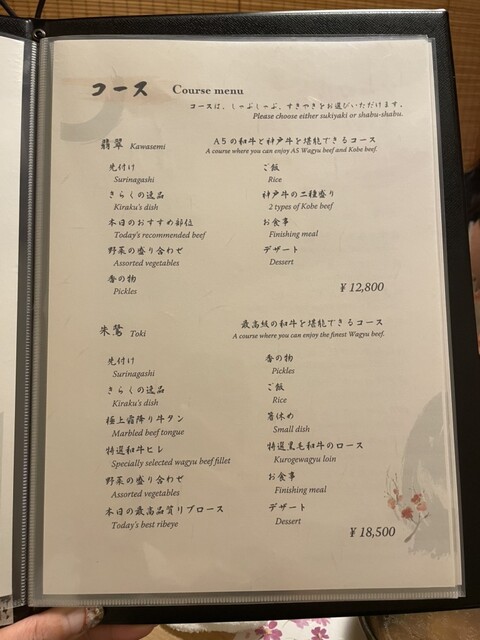 コース Course menu
コースは、しゃぶしゃぶ、すきやきをお選びいただけます。
Please choose either sukiyaki or shabu-shabu.
翡翠 Kawasemi
A5の和牛と神戸牛を堪能できるコース
A course where you can enjoy A5 Wagyu beef and Kobe beef.
先付け
Surinagashi
きらくの逸品
Kiraku's dish
本日のおすすめ部位
Today's recommended beef
野菜の盛り合わせ
Assorted vegetables
香の物
Pickles
ご飯
Rice
神戸牛の二種盛り
2 types of Kobe beef
お食事
Finishing meal
デザート
Dessert
¥ 12,800
朱鷺 Toki
最高級の和牛を堪能できるコース
A course where you can enjoy the finest Wagyu beef.
先付け
Surinagashi
きらくの逸品
Kiraku's dish
極上霜降り牛タン
Marbled beef tongue
特選和牛ヒレ
Specially selected wagyu beef fillet
野菜の盛り合わせ
Assorted vegetables
本日の最高品質リブロース
Today's best ribeye
香の物
Pickles
ご飯
Rice
箸休め
Small dish
特選黒毛和牛のロース
Kurogewagyu loin
お食事
Finishing meal
デザート
Dessert
¥ 18,500